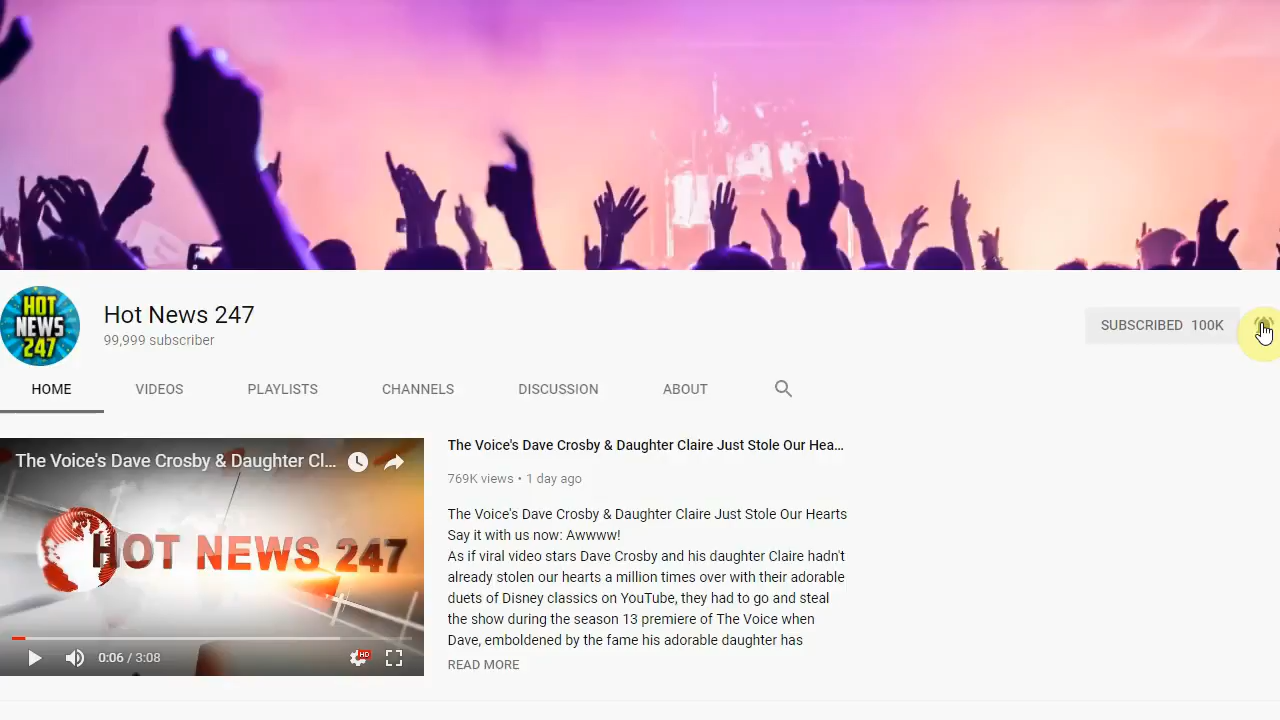 HOT
NEWS
247
Hot News 247
99,999 subscriber
SUBSCRIBED 100K
HOME VIDEOS PLAYLISTS CHANNELS DISCUSSION ABOUT
The Voice's Dave Crosby & Daughter Cl...
HOT NEWS 247
HD
0:06 / 3:08
The Voice's Dave Crosby & Daughter Claire Just Stole Our Hea...
769K views • 1 day ago
The Voice's Dave Crosby & Daughter Claire Just Stole Our Hearts
Say it with us now: Awwww!
As if viral video stars Dave Crosby and his daughter Claire hadn't
already stolen our hearts a million times over with their adorable
duets of Disney classics on YouTube, they had to go and steal
the show during the season 13 premiere of The Voice when
Dave, emboldened by the fame his adorable daughter has
READ MORE